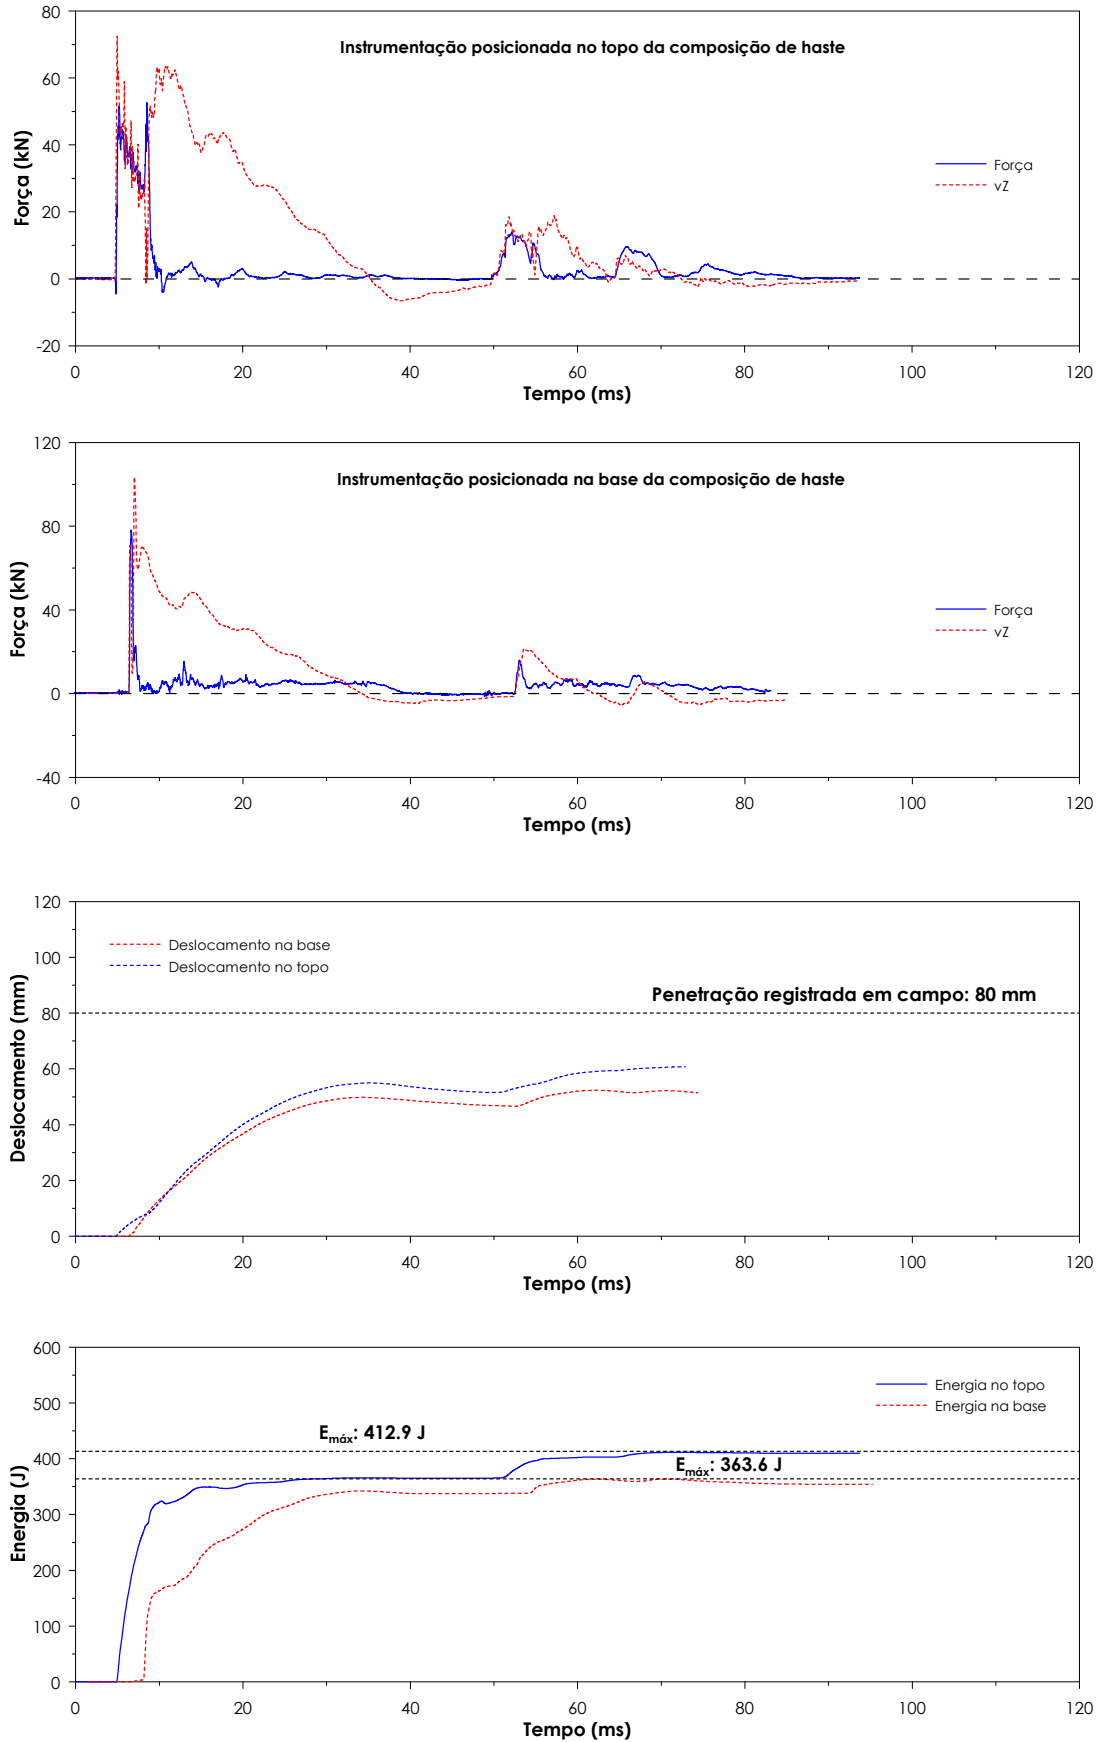 80
Instrumentação posicionada no topo da composição de haste
60
40
Força (kN)
Força
vZ
20
0
-20
0 20 40 60 80 100 120
Tempo (ms)
120
Instrumentação posicionada na base da composição de haste
80
Força (kN)
40
Força
vZ
0
-40
0 20 40 60 80 100 120
Tempo (ms)
120
Deslocamento na base
100
Deslocamento no topo
Penetração registrada em campo: 80 mm
80
Deslocamento (mm)
60
40
20
0
0 20 40 60 80 100 120
Tempo (ms)
600
Energia no topo
500
Energia na base
Emáx: 412.9 J
400
Emáx: 363.6 J
Energia (J)
300
200
100
0
0 20 40 60 80 100 120
Tempo (ms)